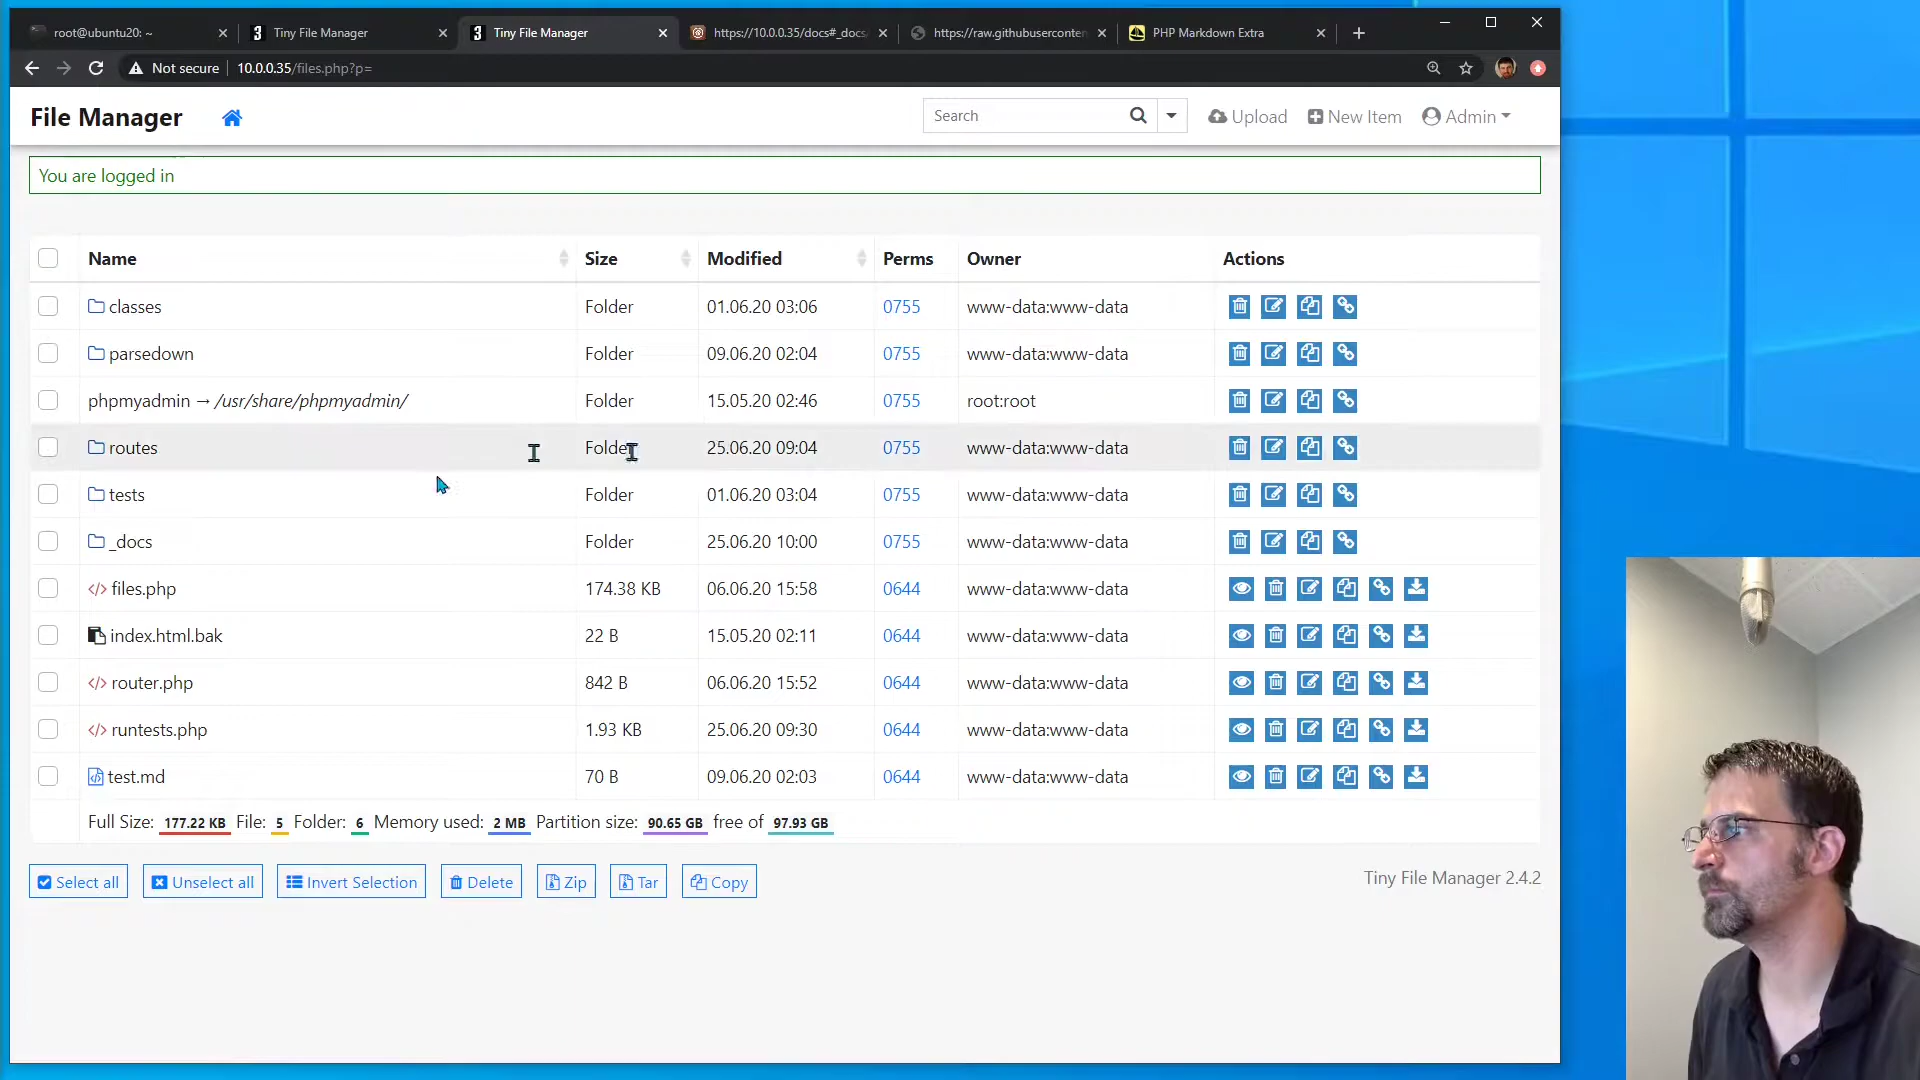 root@ubuntu20: ~
Tiny File Manager
Tiny File Manager
https://10.0.0.35/docs#_docs
https://raw.githubuserconten
PHP Markdown Extra
Not secure 10.0.0.35/files.php?p=
File Manager
Search
Upload
New Item
Admin
You are logged in
Name Size Modified Perms Owner Actions
classes Folder 01.06.20 03:06 0755 www-data:www-data
parsedown Folder 09.06.20 02:04 0755 www-data:www-data
phpmyadmin → /usr/share/phpmyadmin/ Folder 15.05.20 02:46 0755 root:root
routes Folder 25.06.20 09:04 0755 www-data:www-data
tests Folder 01.06.20 03:04 0755 www-data:www-data
_docs Folder 25.06.20 10:00 0755 www-data:www-data
files.php 174.38 KB 06.06.20 15:58 0644 www-data:www-data
index.html.bak 22 B 15.05.20 02:11 0644 www-data:www-data
router.php 842 B 06.06.20 15:52 0644 www-data:www-data
runtests.php 1.93 KB 25.06.20 09:30 0644 www-data:www-data
test.md 70 B 09.06.20 02:03 0644 www-data:www-data
Full Size: 177.22 KB File: 5 Folder: 6 Memory used: 2 MB Partition size: 90.65 GB free of 97.93 GB
Select all Unselect all Invert Selection Delete Zip Tar Copy
Tiny File Manager 2.4.2